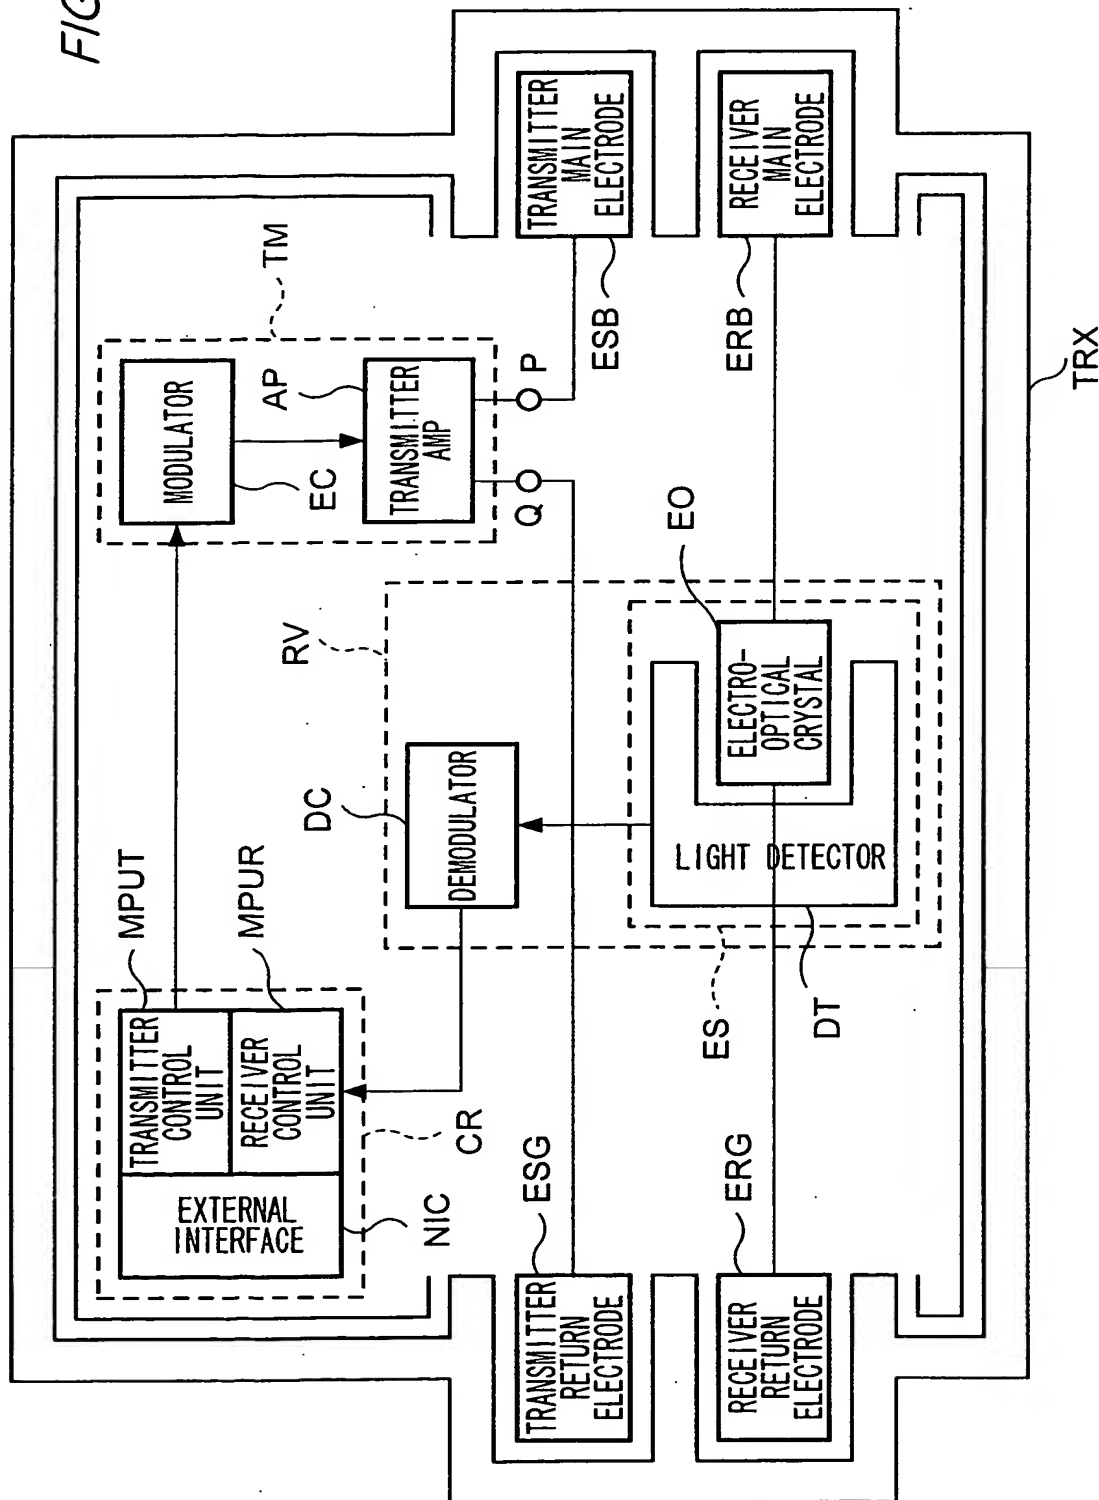 FIG
EXTERNAL
INTERFACE
TRANSMITTER
CONTROL
UNIT
RECEIVER
CONTROL
UNIT
MPUT
MPUR
NIC
CR
MODULATOR
TRANSMITTER
AMP
EC
AP
TM
Q
P
DEMODULATOR
DC
RV
ELECTRO-
OPTICAL
CRYSTAL
LIGHT DETECTOR
EO
ES
DT
TRANSMITTER
RETURN
ELECTRODE
ESG
RECEIVER
RETURN
ELECTRODE
ERG
TRANSMITTER
MAIN
ELECTRODE
ESB
RECEIVER
MAIN
ELECTRODE
ERB
TRX